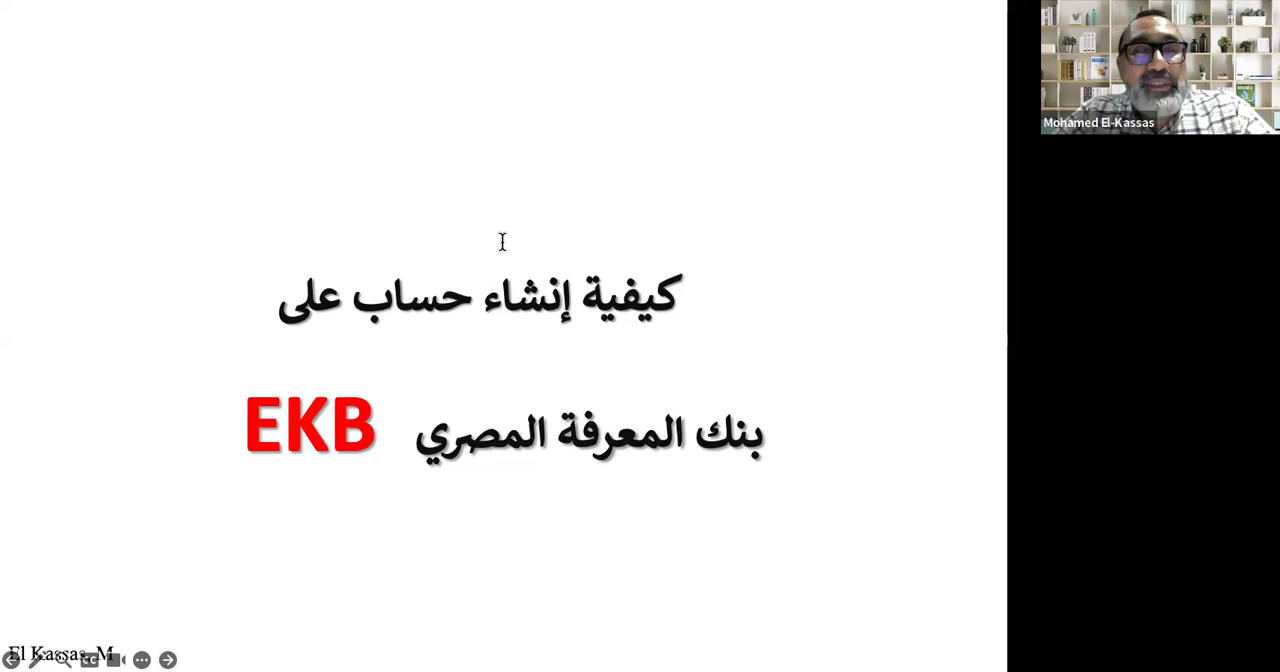 Mohamed El-Kassas
كيفية إنشاء حساب على
بنك المعرفة المصري EKB
El Kassas, M